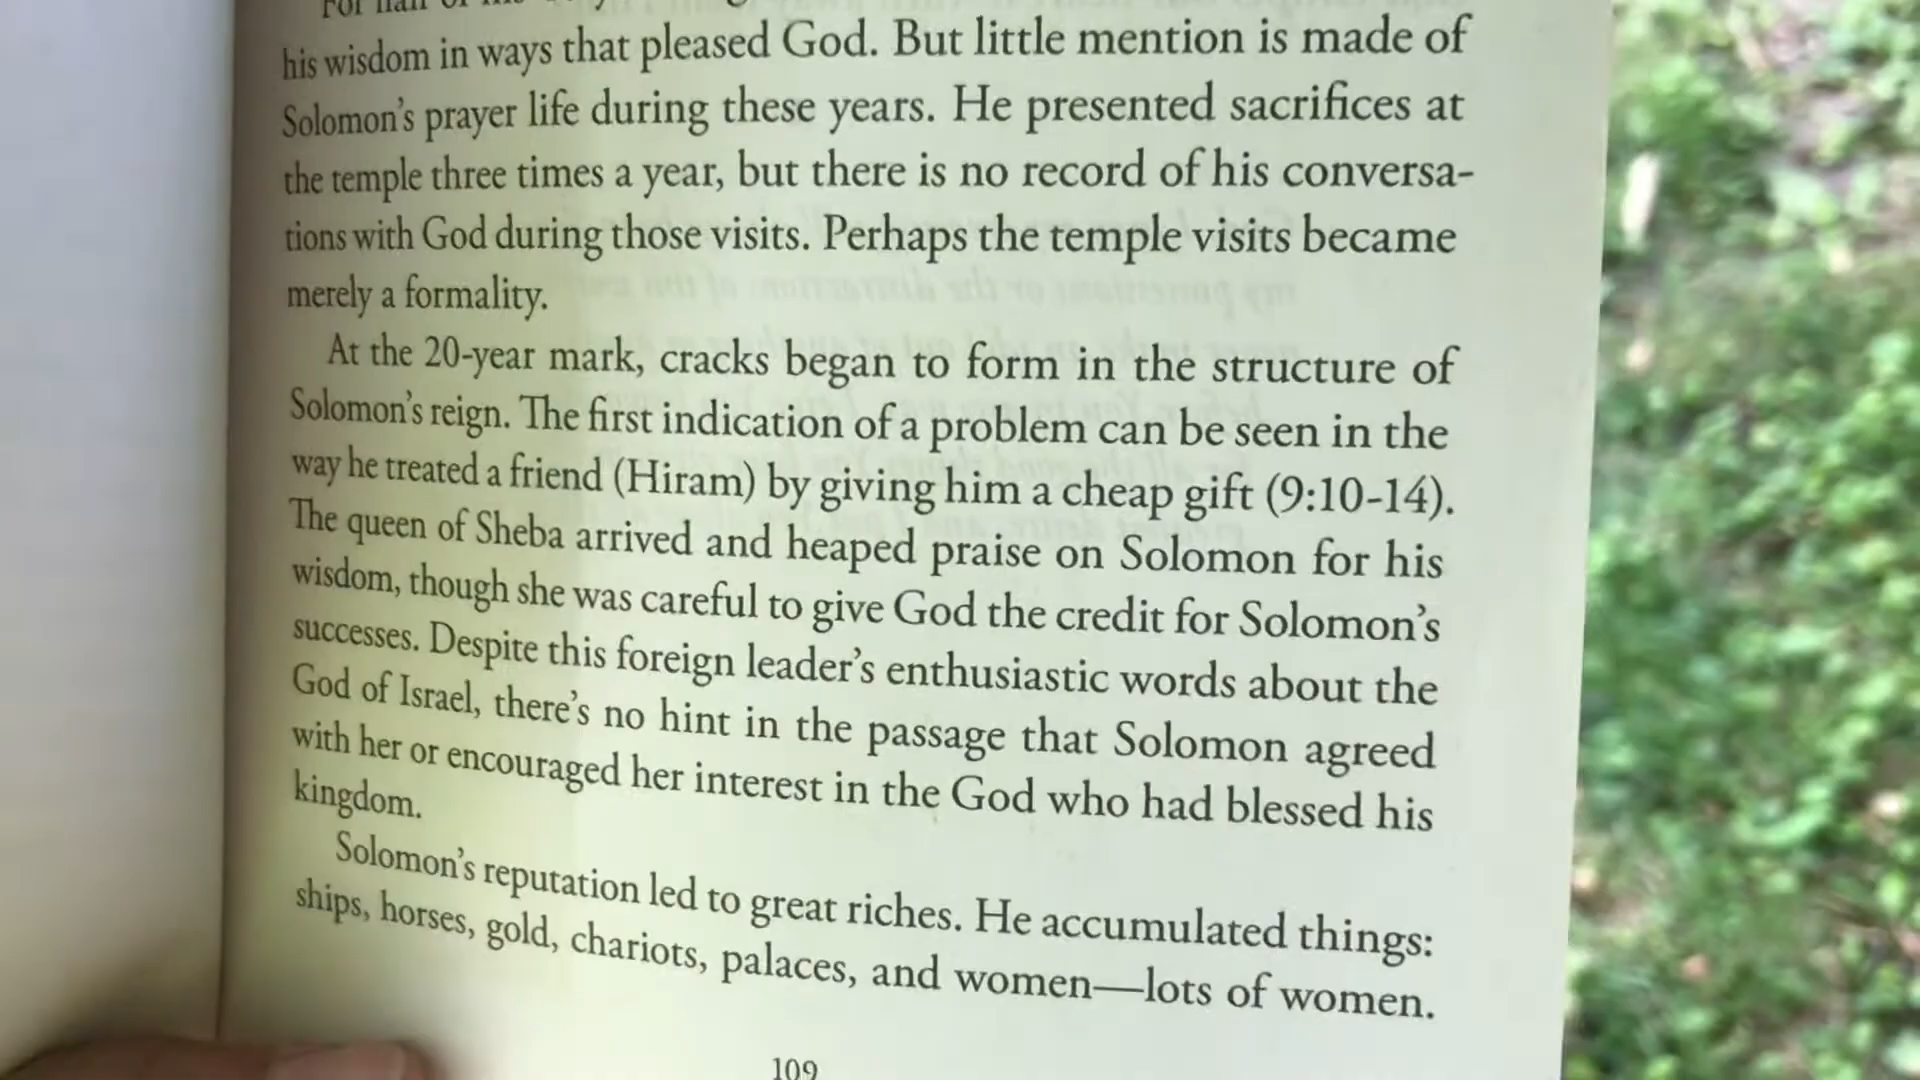 For half of his
his wisdom in ways that pleased God. But little mention is made of
Solomon's prayer life during these years. He presented sacrifices at
the temple three times a year, but there is no record of his conversa-
tions with God during those visits. Perhaps the temple visits became
merely a formality.
At the 20-year mark, cracks began to form in the structure of
Solomon's reign. The first indication of a problem can be seen in the
way he treated a friend (Hiram) by giving him a cheap gift (9:10-14).
The queen of Sheba arrived and heaped praise on Solomon for his
wisdom, though she was careful to give God the credit for Solomon's
successes. Despite this foreign leader's enthusiastic words about the
God of Israel, there's no hint in the passage that Solomon agreed
with her or encouraged her interest in the God who had blessed his
kingdom.
Solomon's reputation led to great riches. He accumulated things:
ships, horses, gold, chariots, palaces, and women—lots of women.
109